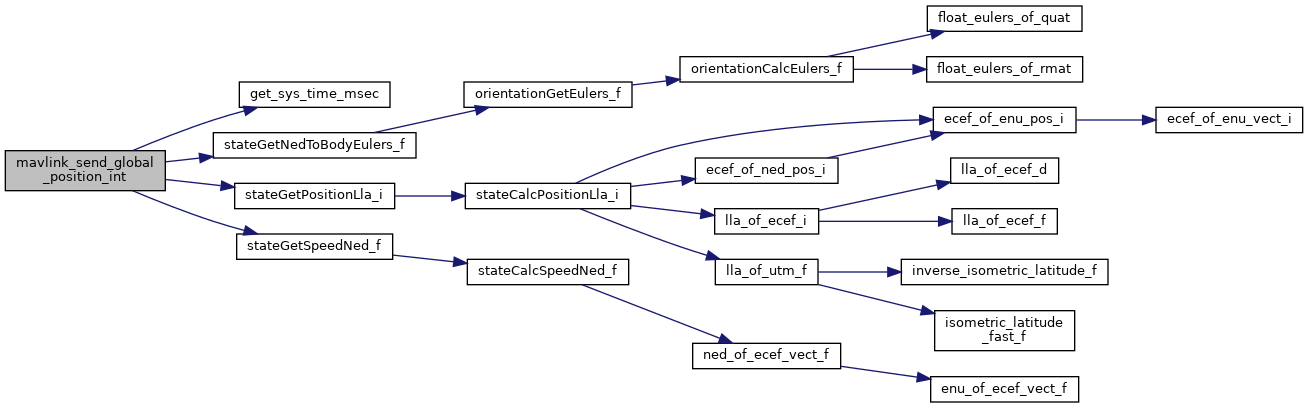 mavlink_send_global
_position_int
get_sys_time_msec
stateGetNedToBodyEulers_f
stateGetPositionLla_i
stateGetSpeedNed_f
orientationGetEulers_f
stateCalcPositionLla_i
stateCalcSpeedNed_f
orientationCalcEulers_f
ecef_of_ned_pos_i
lla_of_ecef_i
lla_of_utm_f
ned_of_ecef_vect_f
float_eulers_of_quat
float_eulers_of_rmat
ecef_of_enu_pos_i
lla_of_ecef_d
lla_of_ecef_f
inverse_isometric_latitude_f
isometric_latitude
_fast_f
enu_of_ecef_vect_f
ecef_of_enu_vect_i